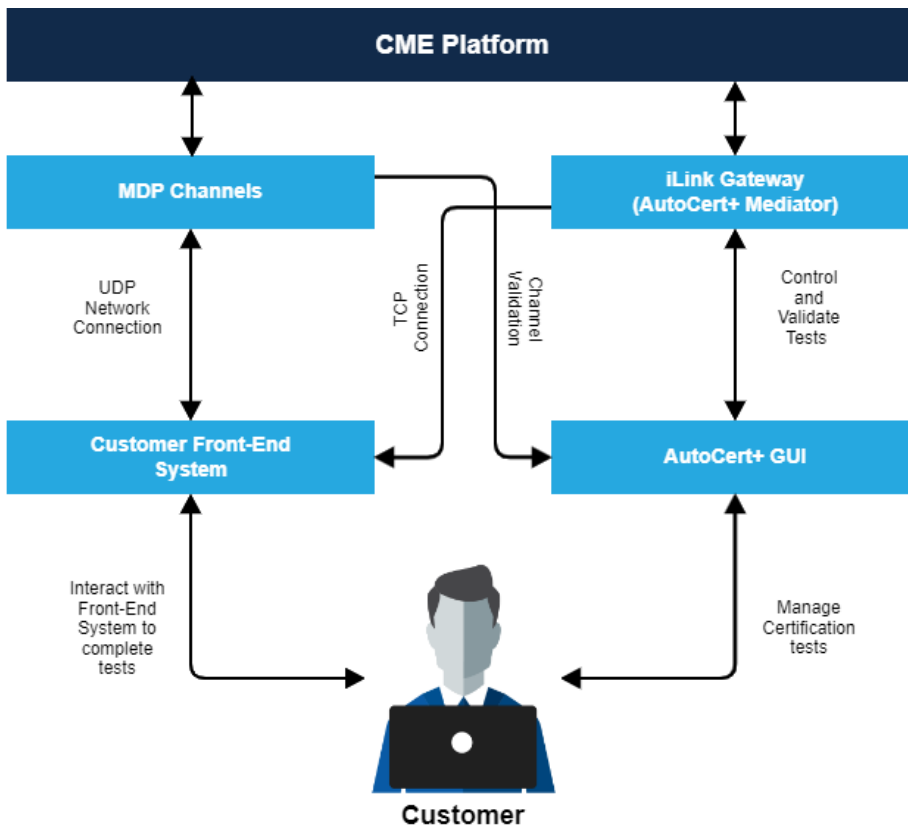 CME Platform
MDP Channels
iLink Gateway
(AutoCert+ Mediator)
UDP
Network
Connection
TCP
Connection
Channel
Validation
Control
and
Validate
Tests
Customer Front-End
System
AutoCert+ GUI
Interact with
Front-End
System to
complete
tests
Manage
Certification
tests
Customer